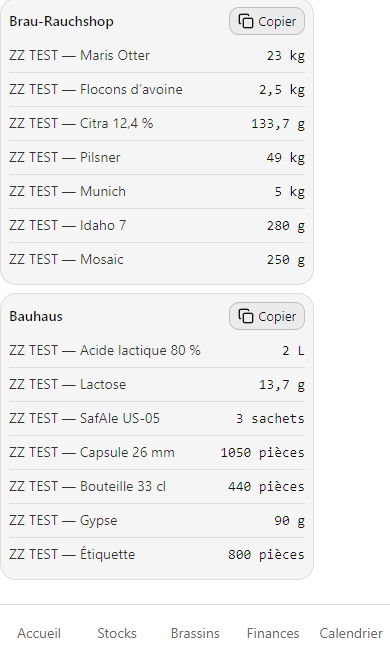 Brau-Rauchshop
Copier
ZZ TEST — Maris Otter 23 kg
ZZ TEST — Flocons d'avoine 2,5 kg
ZZ TEST — Citra 12,4 % 133,7 g
ZZ TEST — Pilsner 49 kg
ZZ TEST — Munich 5 kg
ZZ TEST — Idaho 7 280 g
ZZ TEST — Mosaic 250 g
Bauhaus
Copier
ZZ TEST — Acide lactique 80 % 2 L
ZZ TEST — Lactose 13,7 g
ZZ TEST — SafAle US-05 3 sachets
ZZ TEST — Capsule 26 mm 1050 pièces
ZZ TEST — Bouteille 33 cl 440 pièces
ZZ TEST — Gypse 90 g
ZZ TEST — Étiquette 800 pièces
Accueil Stocks Brassins Finances Calendrier